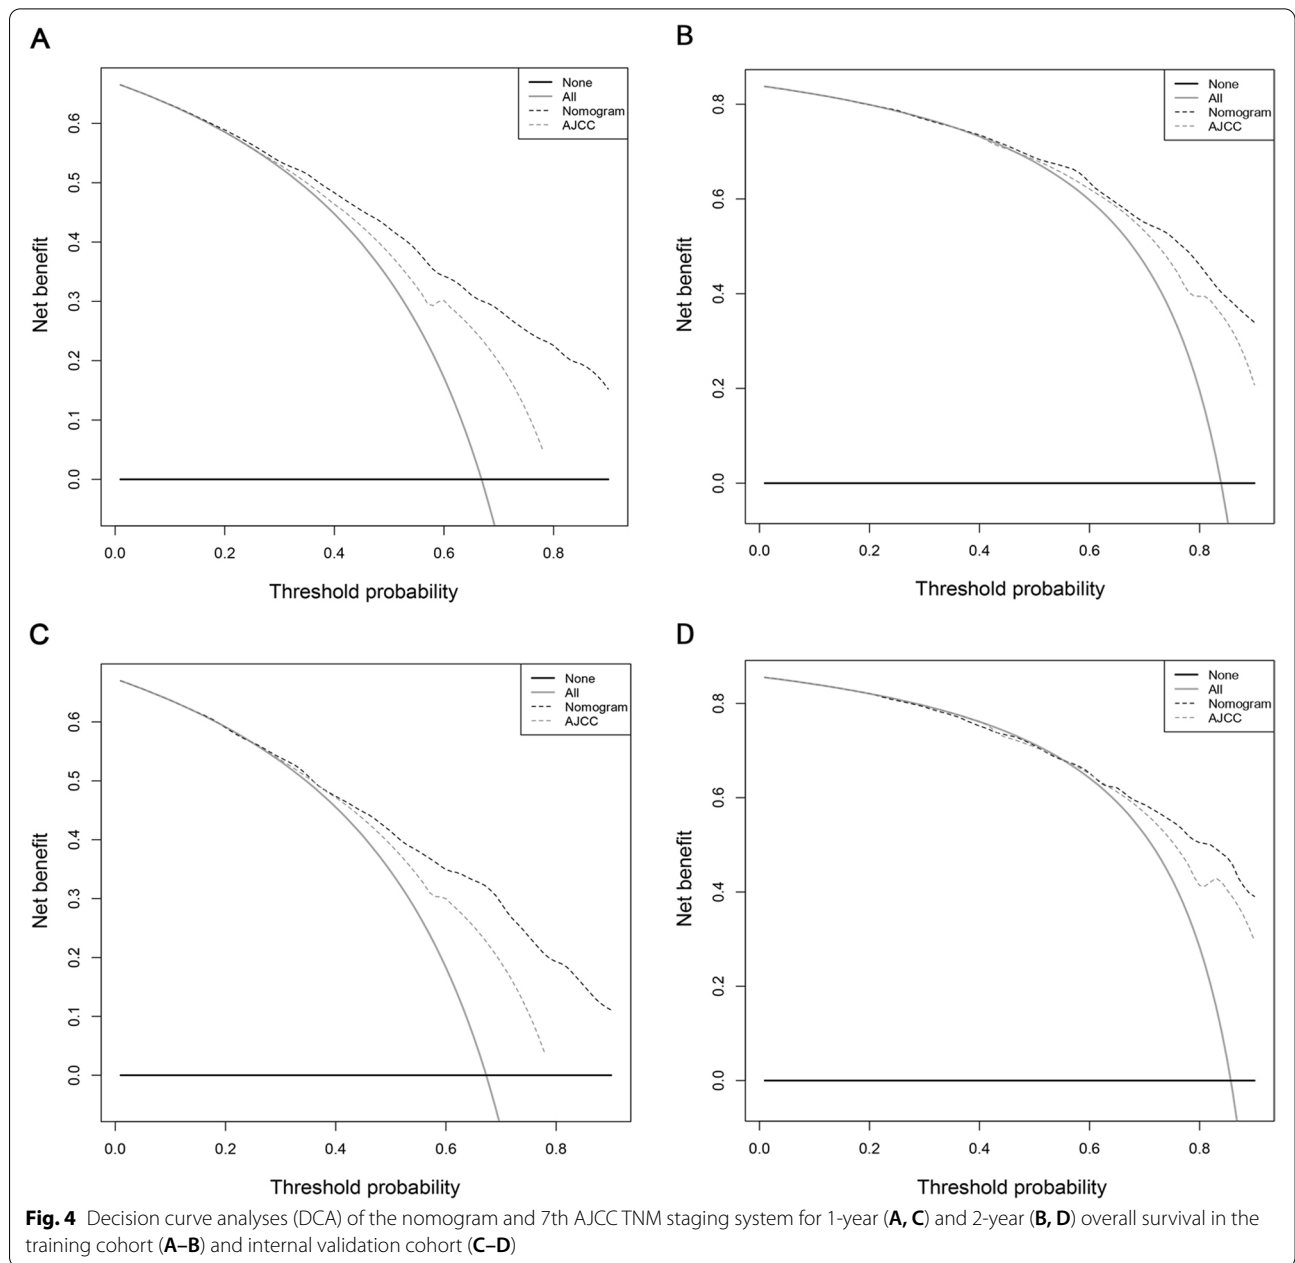 A
None
All
Nomogram
AJCC
0.6
0.5
0.4
0.3
0.2
0.1
0.0
Net benefit
0.0 0.2 0.4 0.6 0.8
Threshold probability
B
None
All
Nomogram
AJCC
0.8
0.6
0.4
0.2
0.0
Net benefit
0.0 0.2 0.4 0.6 0.8
Threshold probability
C
None
All
Nomogram
AJCC
0.6
0.5
0.4
0.3
0.2
0.1
0.0
Net benefit
0.0 0.2 0.4 0.6 0.8
Threshold probability
D
None
All
Nomogram
AJCC
0.8
0.6
0.4
0.2
0.0
Net benefit
0.0 0.2 0.4 0.6 0.8
Threshold probability
Fig. 4 Decision curve analyses (DCA) of the nomogram and 7th AJCC TNM staging system for 1-year (A, C) and 2-year (B, D) overall survival in the
training cohort (A–B) and internal validation cohort (C–D)